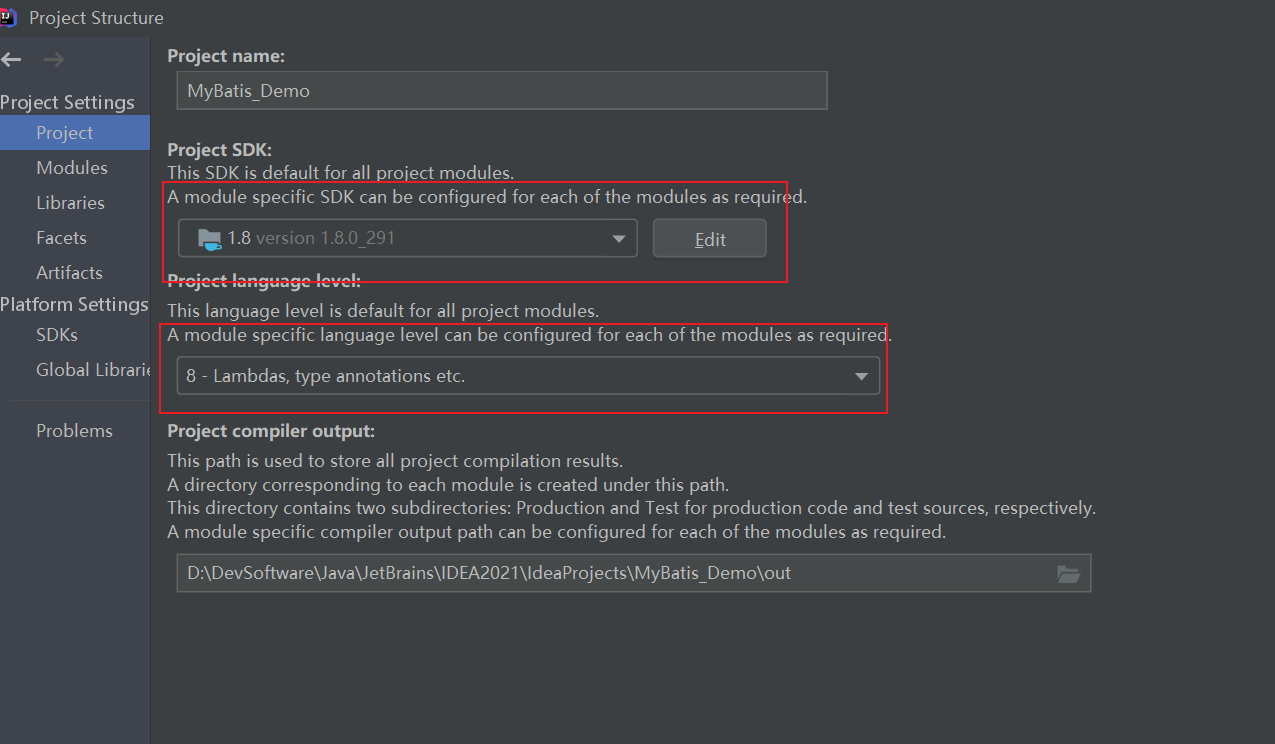 Project Structure
Project Settings
Project
Modules
Libraries
Facets
Artifacts
Platform Settings
SDKs
Global Librarie
Problems
Project name:
MyBatis_Demo
Project SDK:
This SDK is default for all project modules.
A module specific SDK can be configured for each of the modules as required.
1.8 version 1.8.0_291
Edit
Project language level:
This language level is default for all project modules.
A module specific language level can be configured for each of the modules as required.
8 - Lambdas, type annotations etc.
Project compiler output:
This path is used to store all project compilation results.
A directory corresponding to each module is created under this path.
This directory contains two subdirectories: Production and Test for production code and test sources, respectively.
A module specific compiler output path can be configured for each of the modules as required.
D:\DevSoftware\Java\JetBrains\IDEA2021\IdeaProjects\MyBatis_Demo\out